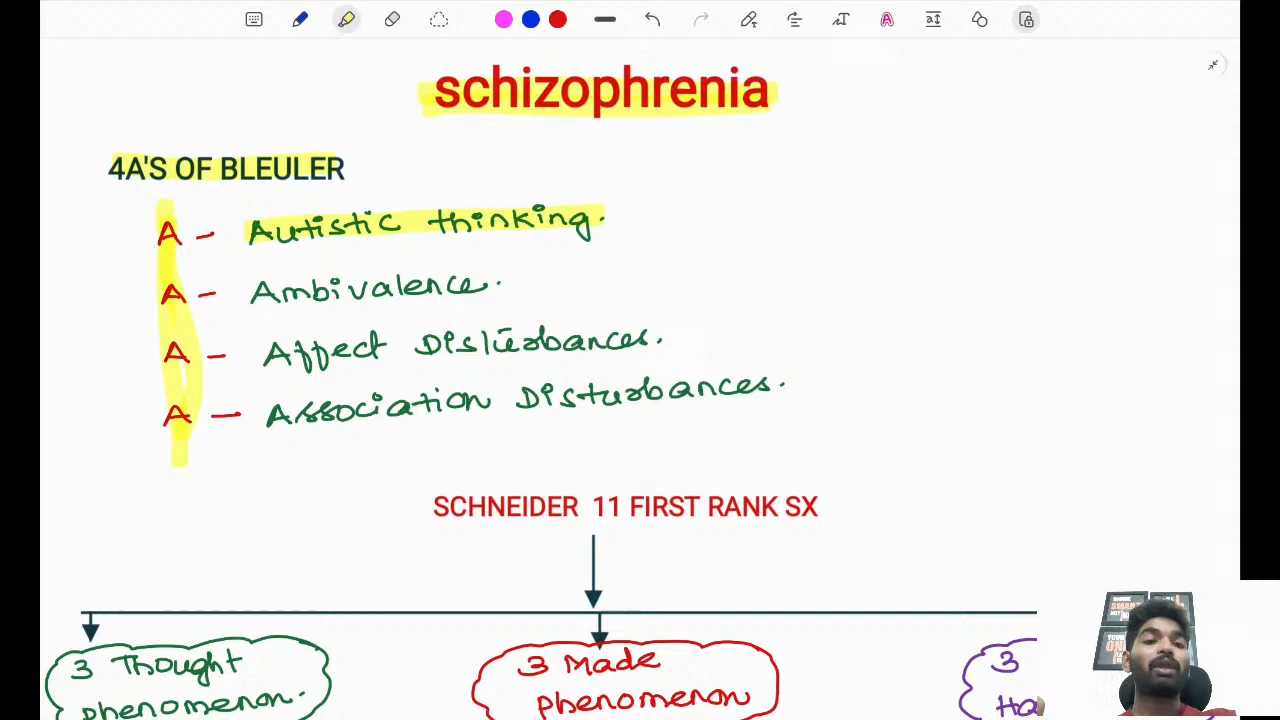 schizophrenia
4A'S OF BLEULER
A - Autistic thinking.
A - Ambivalence.
A - Affect Disturbances.
A - Association Disturbances.
SCHNEIDER 11 FIRST RANK SX
3 Thought
phenomenon.
3 Made
phenomenon
3